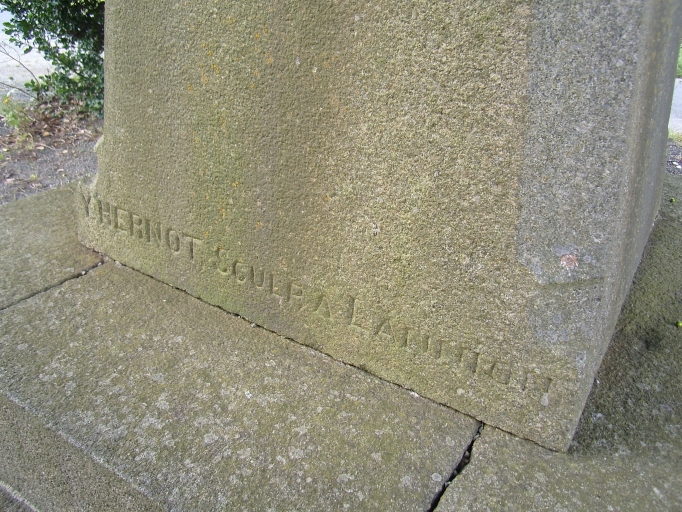 Y HERNOT SCULP. A LANNION